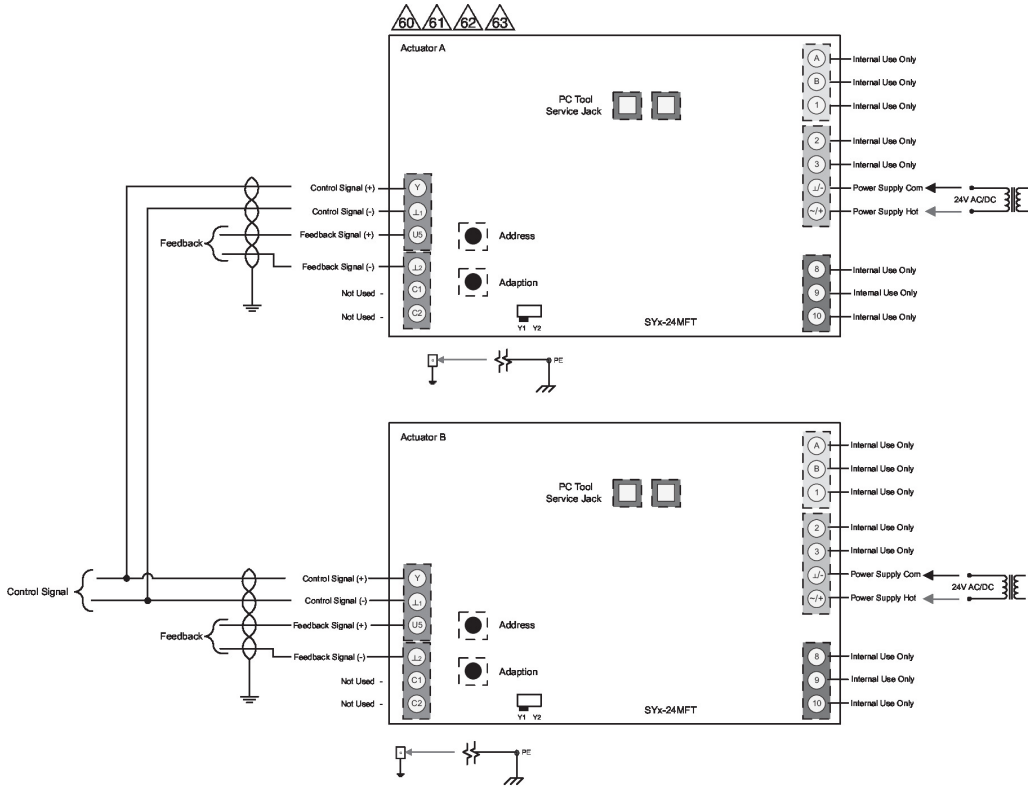 60 61 62 63
Actuator A
PC Tool
Service Jack
A Internal Use Only
B Internal Use Only
1 Internal Use Only
2 Internal Use Only
3 Internal Use Only
⊥/- Power Supply Com
~/+ Power Supply Hot
24V AC/DC
8 Internal Use Only
9 Internal Use Only
10 Internal Use Only
Control Signal (+) Y
Control Signal (-) ⊥1
Feedback Signal (+) U5
Feedback
Feedback Signal (-) ⊥2
Not Used - C1
Not Used - C2
Address
Adaption
Y1 Y2
SYx-24MFT
PE
Actuator B
PC Tool
Service Jack
A Internal Use Only
B Internal Use Only
1 Internal Use Only
2 Internal Use Only
3 Internal Use Only
⊥/- Power Supply Com
~/+ Power Supply Hot
24V AC/DC
8 Internal Use Only
9 Internal Use Only
10 Internal Use Only
Control Signal
Control Signal (+) Y
Control Signal (-) ⊥1
Feedback Signal (+) U5
Feedback
Feedback Signal (-) ⊥2
Not Used - C1
Not Used - C2
Address
Adaption
Y1 Y2
SYx-24MFT
PE